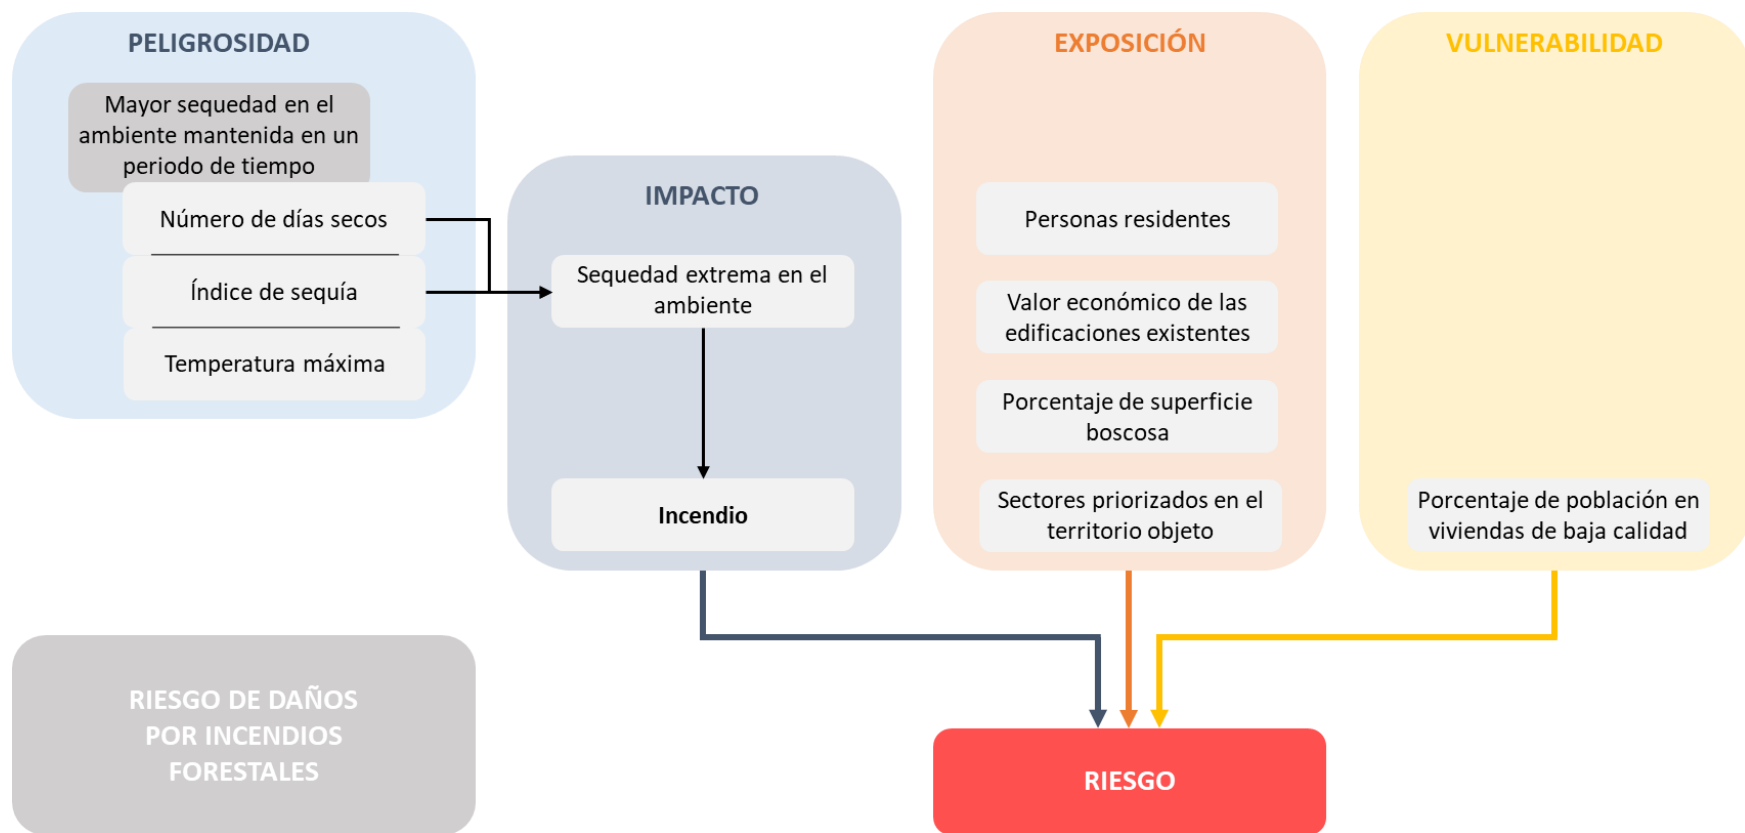 PELIGROSIDAD
Mayor sequedad en el
ambiente mantenida en un
periodo de tiempo
Número de días secos
Índice de sequía
Temperatura máxima
IMPACTO
Sequedad extrema en el
ambiente
Incendio
EXPOSICIÓN
Personas residentes
Valor económico de las
edificaciones existentes
Porcentaje de superficie
boscosa
Sectores priorizados en el
territorio objeto
VULNERABILIDAD
Porcentaje de población en
viviendas de baja calidad
RIESGO DE DAÑOS
POR INCENDIOS
FORESTALES
RIESGO